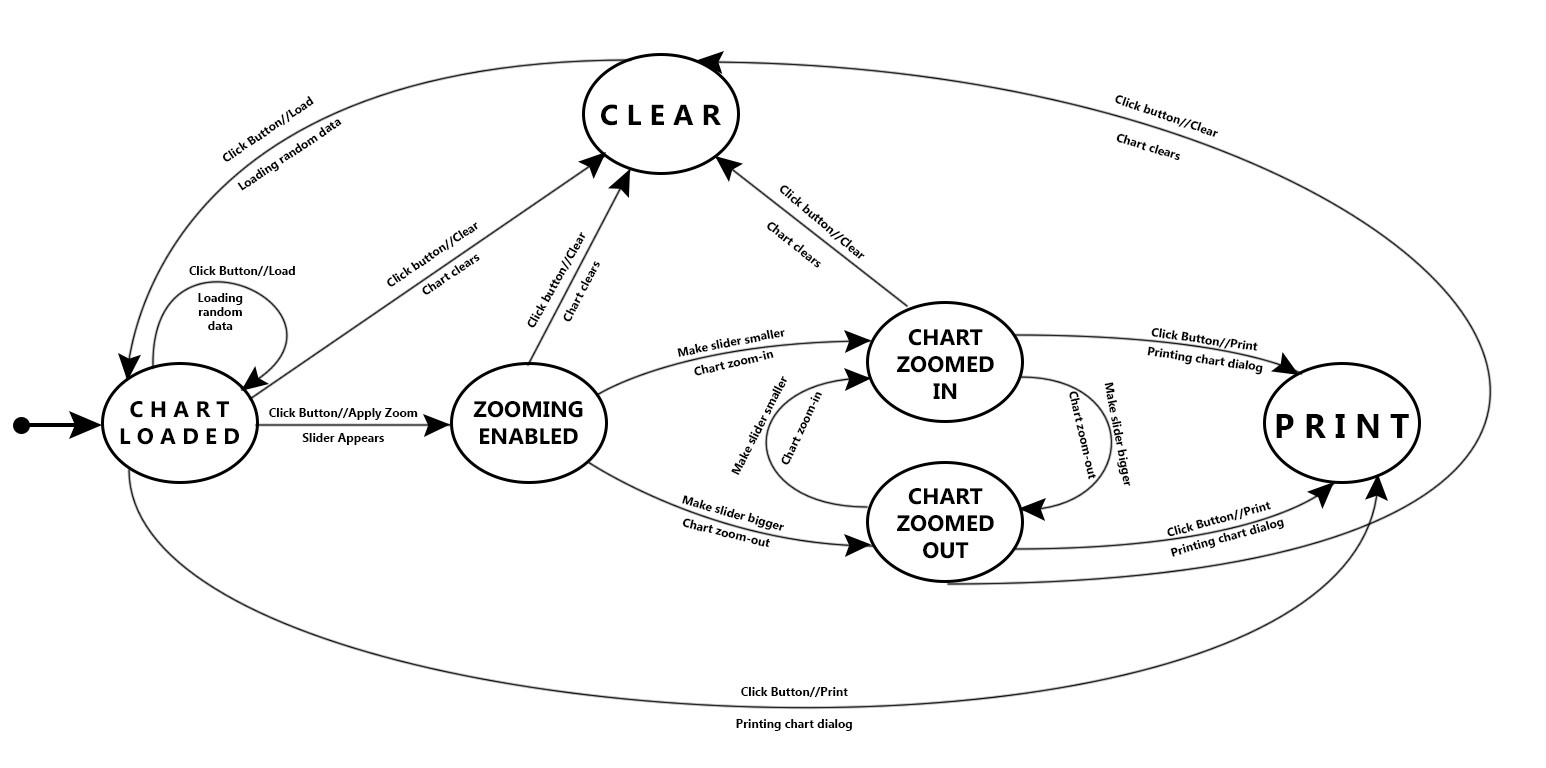 CLEAR
Click button//Clear
Chart clears
Click Button//Load
Loading random data
Click button//Clear
Chart clears
Click button//Clear
Chart clears
Click button//Clear
Chart clears
Click Button//Load
Loading
random
data
CHART
LOADED
Click Button//Apply Zoom
Slider Appears
ZOOMING
ENABLED
Make slider smaller
Chart zoom-in
CHART
ZOOMED
IN
Click Button//Print
Printing chart dialog
Make slider smaller
Chart zoom-in
Make slider bigger
Chart zoom-out
PRINT
Make slider bigger
Chart zoom-out
CHART
ZOOMED
OUT
Click Button//Print
Printing chart dialog
Click Button//Print
Printing chart dialog